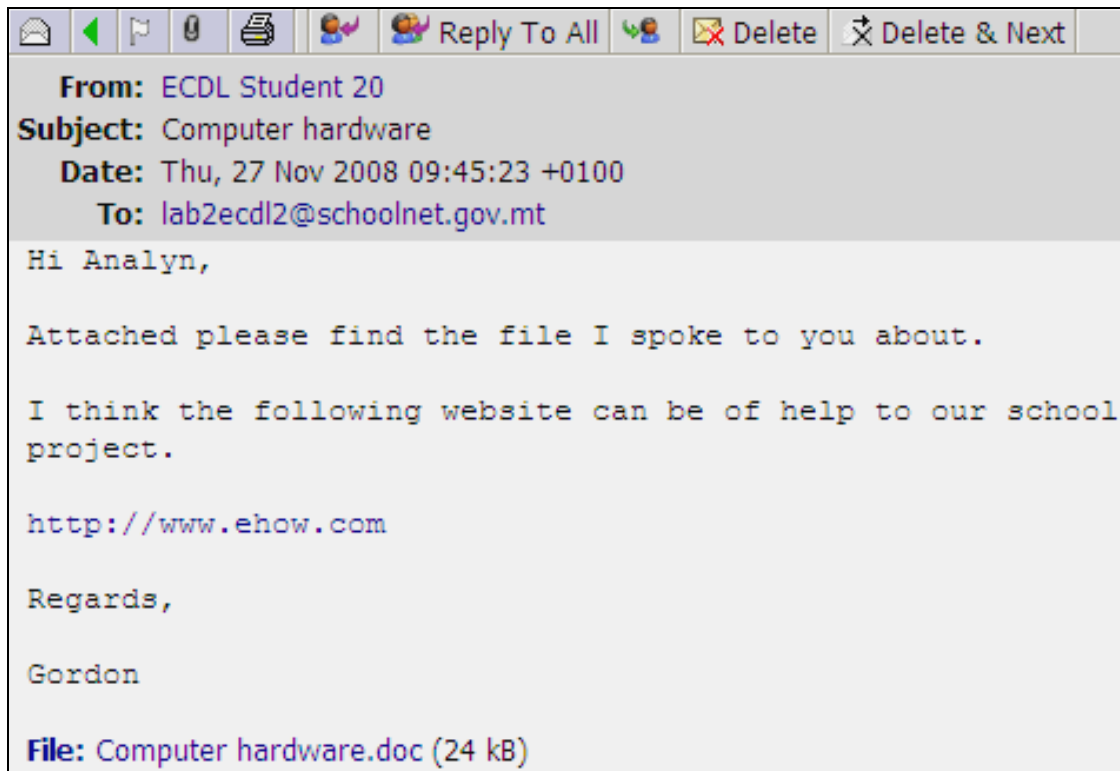 Reply To All Delete Delete & Next
From: ECDL Student 20
Subject: Computer hardware
Date: Thu, 27 Nov 2008 09:45:23 +0100
To: lab2ecdl2@schoolnet.gov.mt
Hi Analyn,
Attached please find the file I spoke to you about.
I think the following website can be of help to our school
project.
http://www.ehow.com
Regards,
Gordon
File: Computer hardware.doc (24 kB)